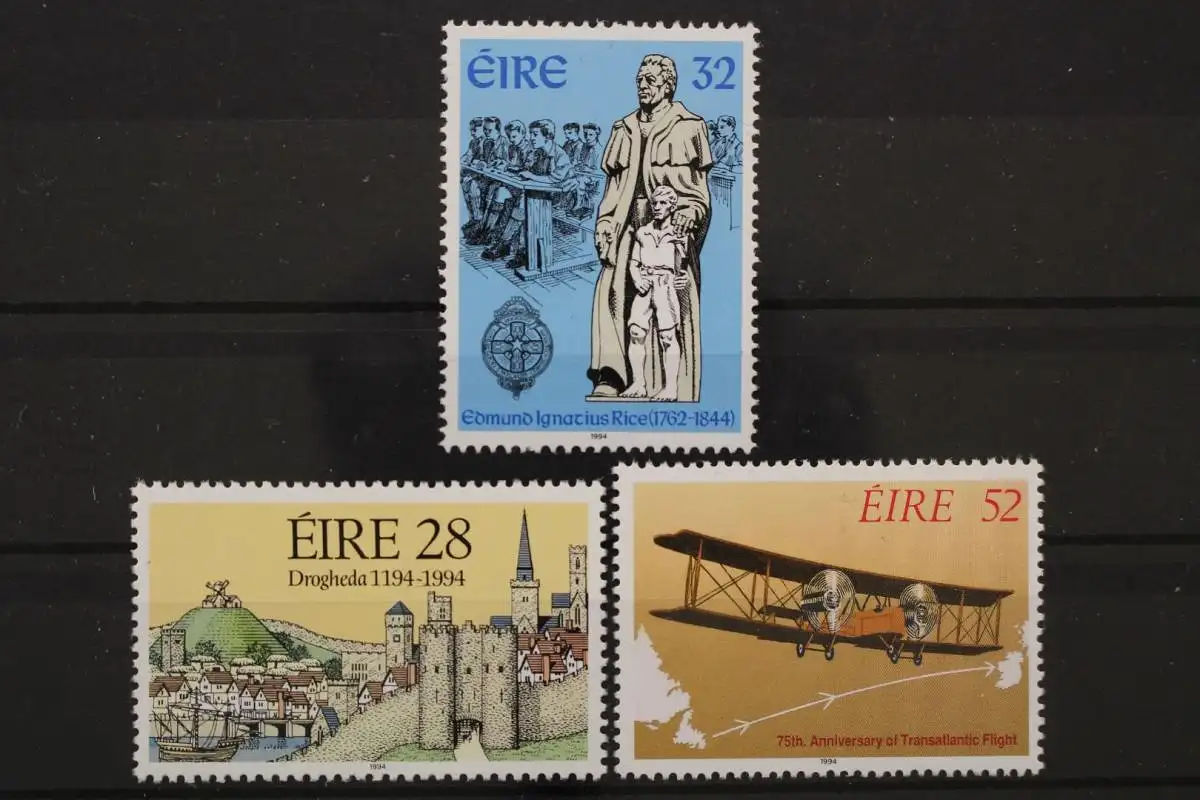 ÉIRE 32
Edmund Ignatius Rice (1762-1844)
1994
ÉIRE 28
Drogheda 1194-1994
1994
ÉIRE 52
75th. Anniversary of Transatlantic Flight
1994